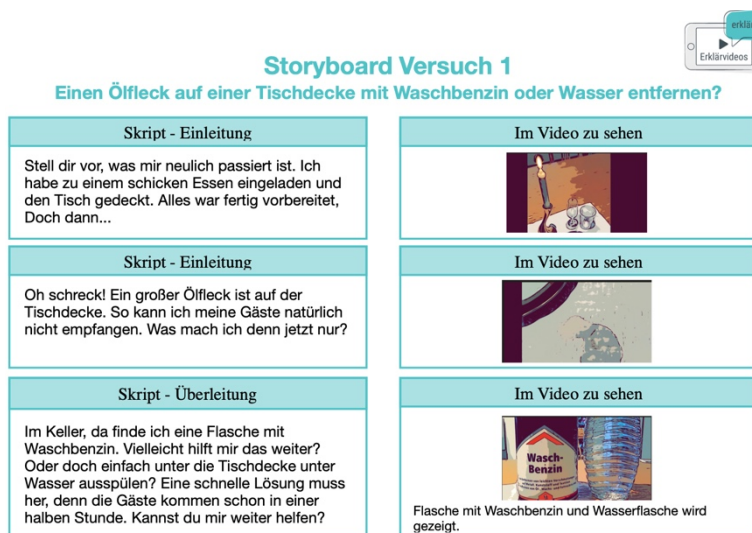 erklä
Erklärvideos
Storyboard Versuch 1
Einen Ölfleck auf einer Tischdecke mit Waschbenzin oder Wasser entfernen?
Skript - Einleitung
Im Video zu sehen
Stell dir vor, was mir neulich passiert ist. Ich
habe zu einem schicken Essen eingeladen und
den Tisch gedeckt. Alles war fertig vorbereitet,
Doch dann...
Skript - Einleitung
Im Video zu sehen
Oh schreck! Ein großer Ölfleck ist auf der
Tischdecke. So kann ich meine Gäste natürlich
nicht empfangen. Was mach ich denn jetzt nur?
Skript - Überleitung
Im Video zu sehen
Im Keller, da finde ich eine Flasche mit
Waschbenzin. Vielleicht hilft mir das weiter?
Oder doch einfach unter die Tischdecke unter
Wasser ausspülen? Eine schnelle Lösung muss
her, denn die Gäste kommen schon in einer
halben Stunde. Kannst du mir weiter helfen?
Wasch-
Benzin
Flasche mit Waschbenzin und Wasserflasche wird
gezeigt.